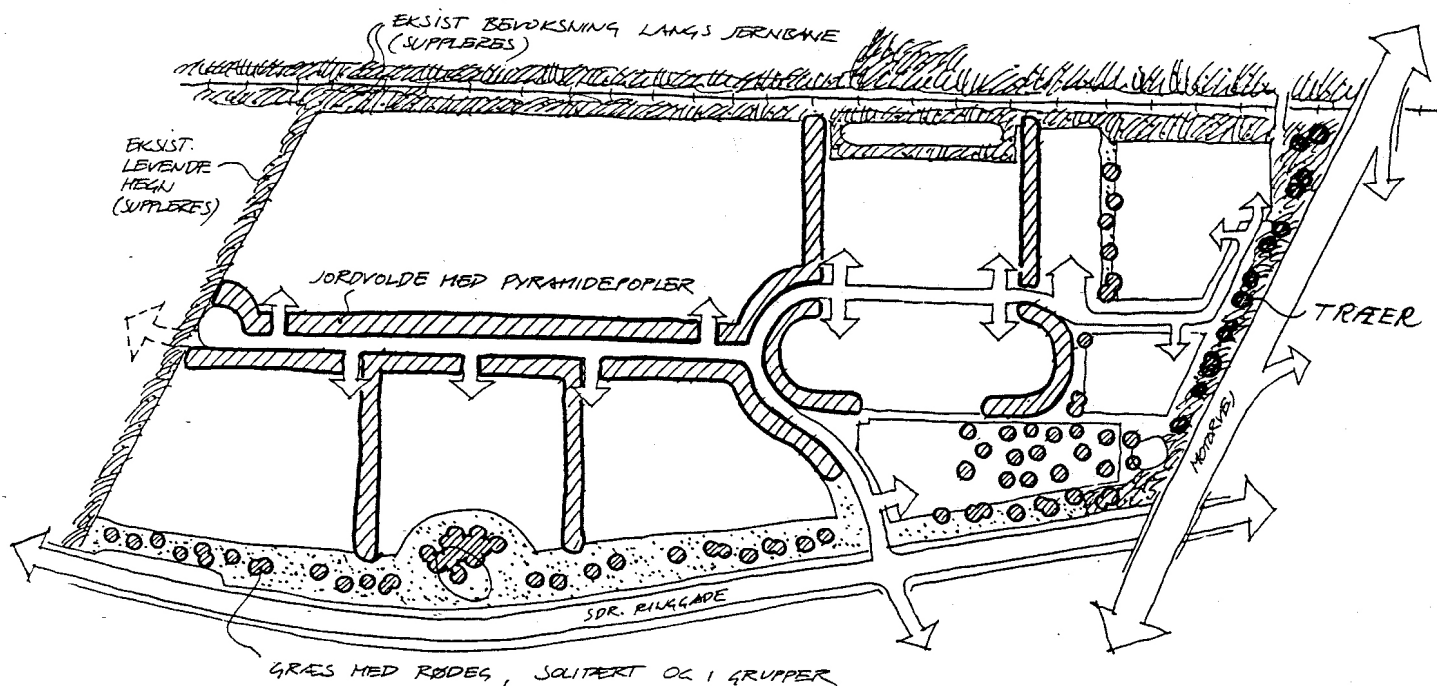 EKSIST BEVOKSNING LANGS JERNBANE
(SUPPLERES)
EKSIST.
LEVENDE
HEGN
(SUPPLERES)
JORDVOLDE MED PYRAMIDEPOPLER
TRÆER
MOTORVEJ
SDR. RINGGADE
GRÆS MED RØDEG, SOLITÆRT OG I GRUPPER